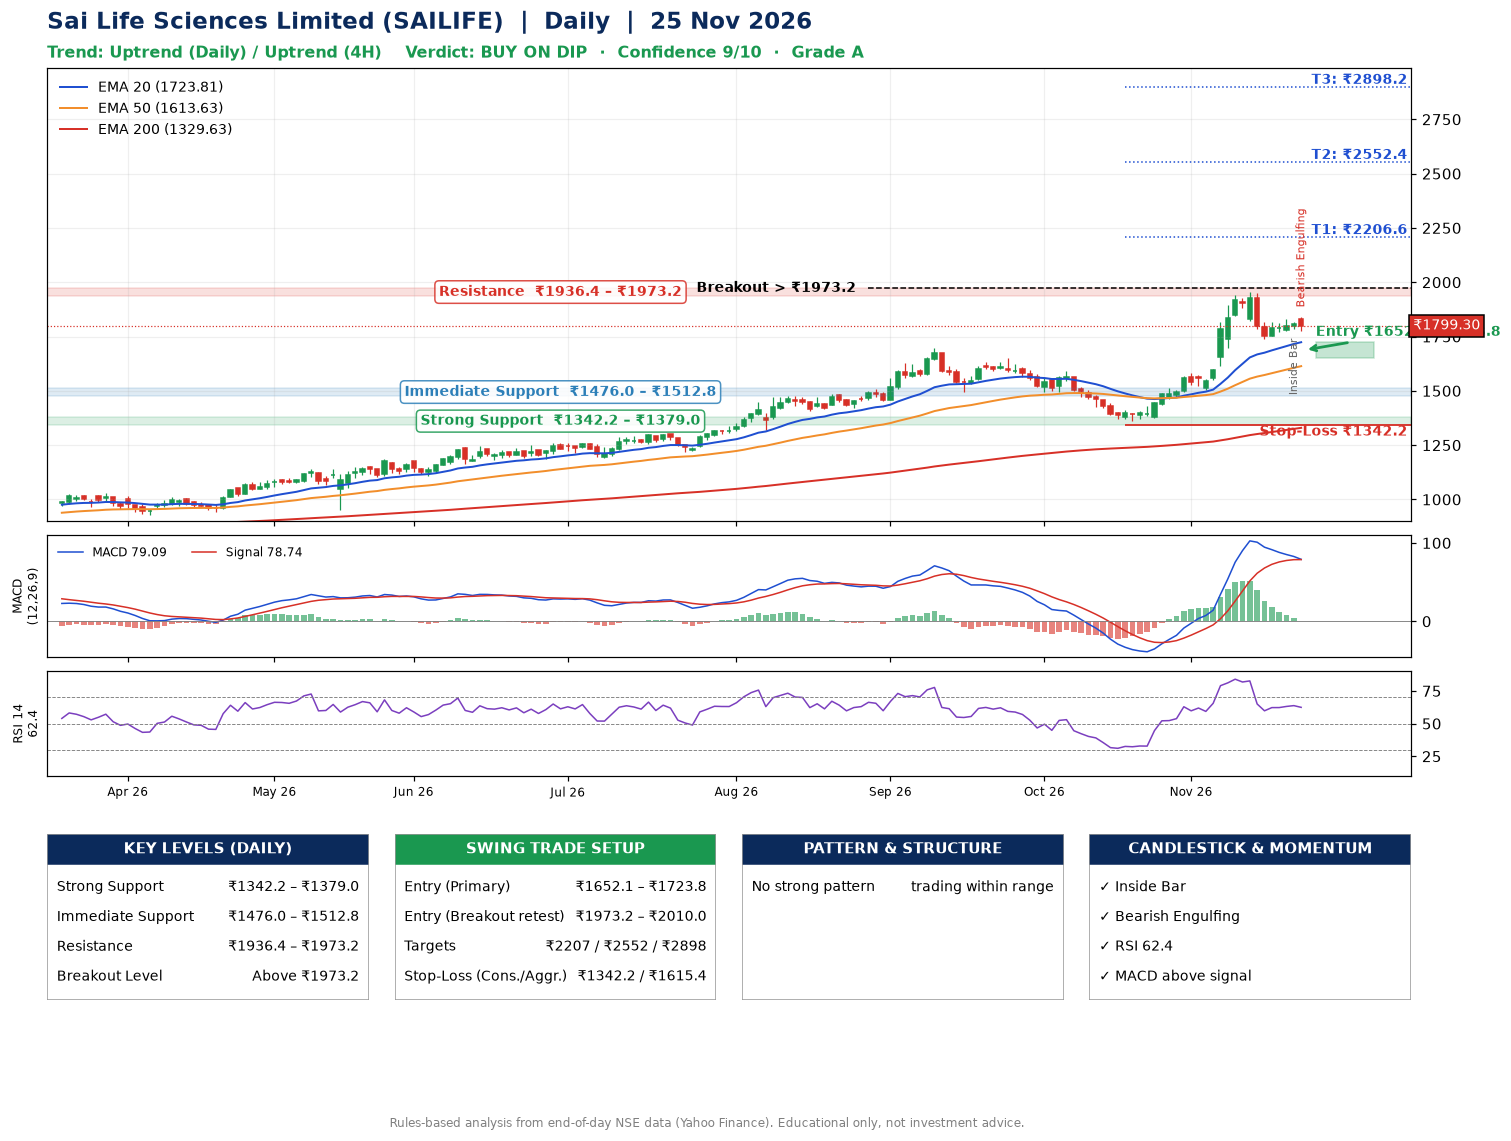 Sai Life Sciences Limited (SAILIFE)  |  Daily  |  25 Nov 2026
Trend: Uptrend (Daily) / Uptrend (4H)    Verdict: BUY ON DIP  ·  Confidence 9/10  ·  Grade A
EMA 20 (1723.81)
EMA 50 (1613.63)
EMA 200 (1329.63)
T3: ₹2898.2
T2: ₹2552.4
T1: ₹2206.6
Bearish Engulfing
Resistance  ₹1936.4 – ₹1973.2
Breakout > ₹1973.2
Entry ₹1652
.8
₹1799.30
Inside Bar
Immediate Support  ₹1476.0 – ₹1512.8
Strong Support  ₹1342.2 – ₹1379.0
Stop-Loss ₹1342.2
2750
2500
2250
2000
1750
1500
1250
1000
MACD 79.09
Signal 78.74
MACD
(12,26,9)
100
0
RSI 14
62.4
75
50
25
Apr 26
May 26
Jun 26
Jul 26
Aug 26
Sep 26
Oct 26
Nov 26
KEY LEVELS (DAILY)
Strong Support ₹1342.2 – ₹1379.0
Immediate Support ₹1476.0 – ₹1512.8
Resistance ₹1936.4 – ₹1973.2
Breakout Level Above ₹1973.2
SWING TRADE SETUP
Entry (Primary) ₹1652.1 – ₹1723.8
Entry (Breakout retest) ₹1973.2 – ₹2010.0
Targets ₹2207 / ₹2552 / ₹2898
Stop-Loss (Cons./Aggr.) ₹1342.2 / ₹1615.4
PATTERN & STRUCTURE
No strong pattern trading within range
CANDLESTICK & MOMENTUM
✓ Inside Bar
✓ Bearish Engulfing
✓ RSI 62.4
✓ MACD above signal
Rules-based analysis from end-of-day NSE data (Yahoo Finance). Educational only, not investment advice.